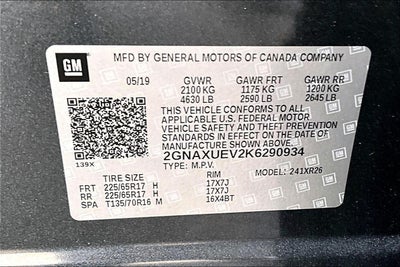 GM
MFD BY GENERAL MOTORS OF CANADA COMPANY
05/19 GVWR GAWR FRT GAWR RR
2100 KG 1175 KG 1200 KG
4630 LB 2590 LB 2645 LB
THIS VEHICLE CONFORMS TO ALL
APPLICABLE U.S. FEDERAL MOTOR
VEHICLE SAFETY AND THEFT PREVENTION
STANDARDS IN EFFECT ON THE DATE OF
MANUFACTURE SHOWN ABOVE.
139X 2GNAXUEV2K6290934
TYPE: M.P.V. MODEL: 241XR26
TIRE SIZE RIM
FRT 225/65R17 H 17X7J
RR 225/65R17 H 17X7J
SPA T135/70R16 M 16X4BT